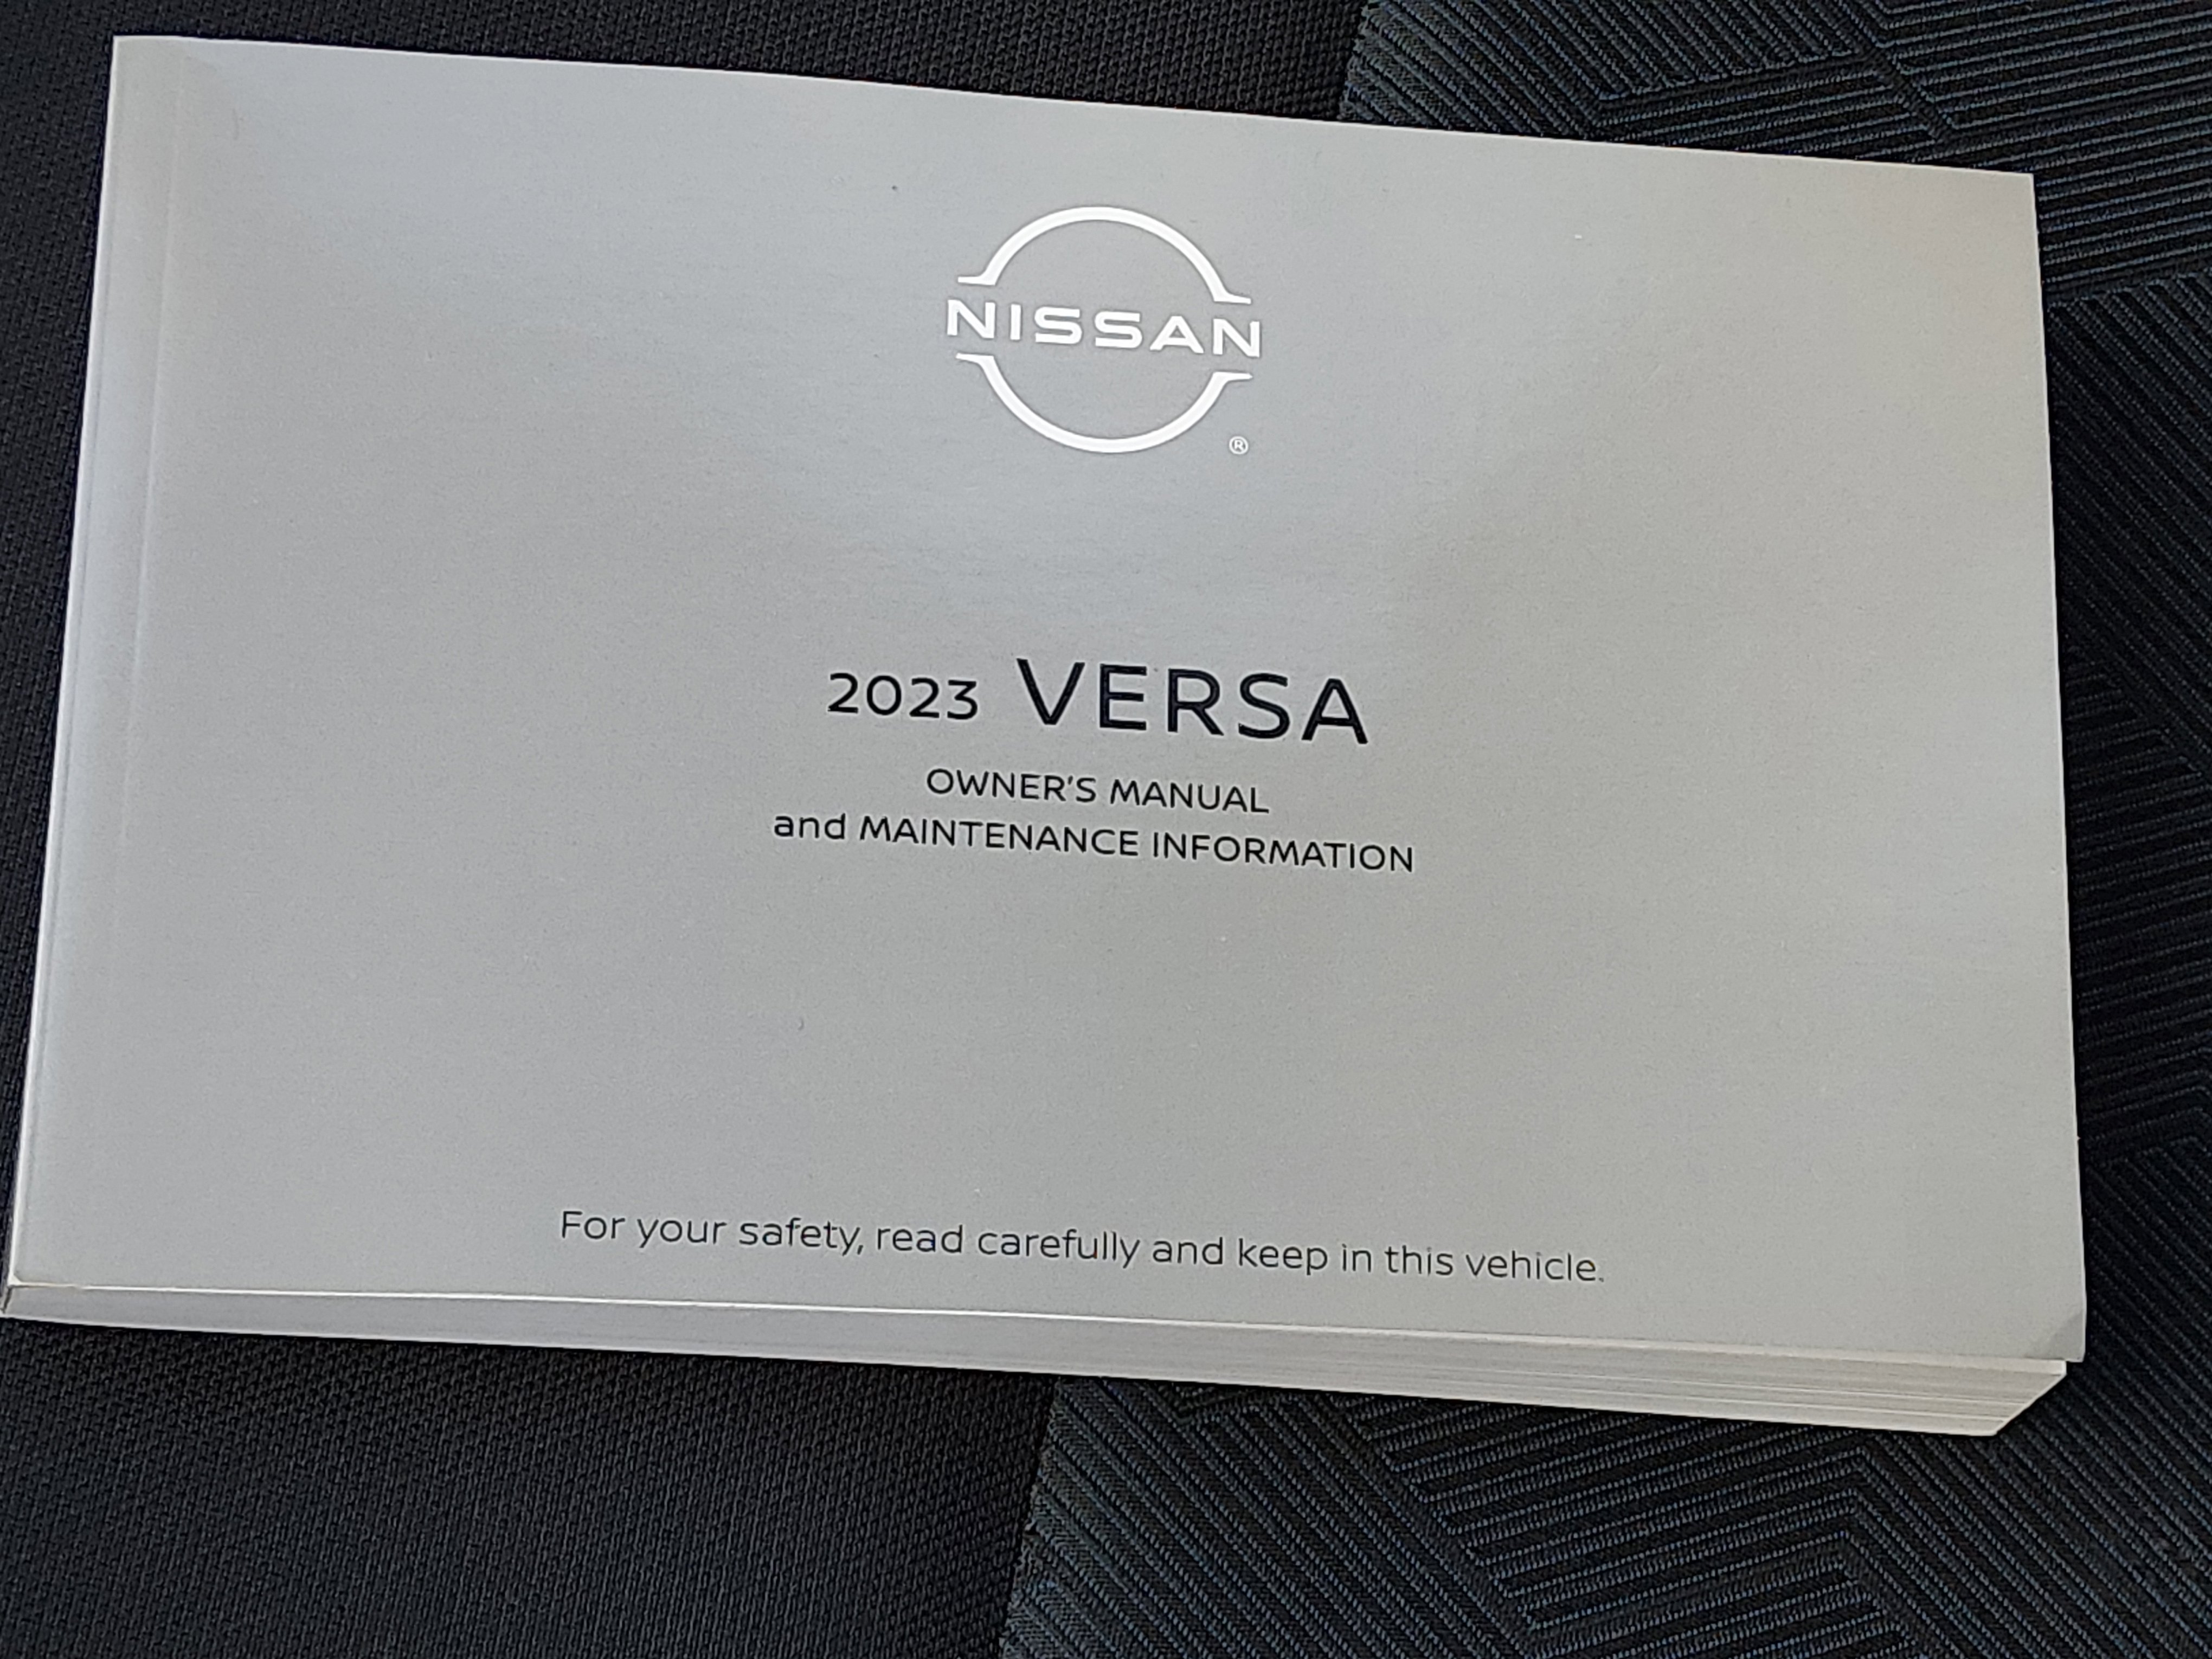 NISSAN
®
2023 VERSA
OWNER'S MANUAL
and MAINTENANCE INFORMATION
For your safety, read carefully and keep in this vehicle.